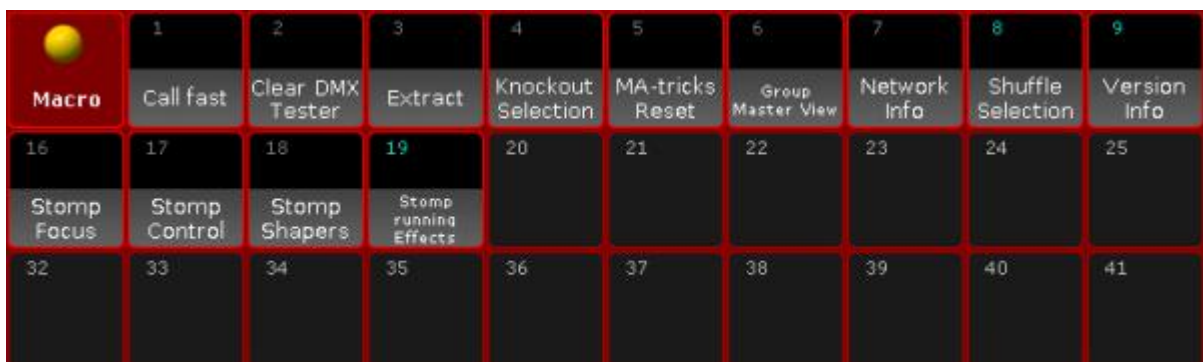 1 2 3 4 5 6 7 8 9
Macro Call fast Clear DMX Tester Extract Knockout Selection MA-tricks Reset Group Master View Network Info Shuffle Selection Version Info
16 17 18 19 20 21 22 23 24 25
Stomp Focus Stomp Control Stomp Shapers Stomp running Effects
32 33 34 35 36 37 38 39 40 41